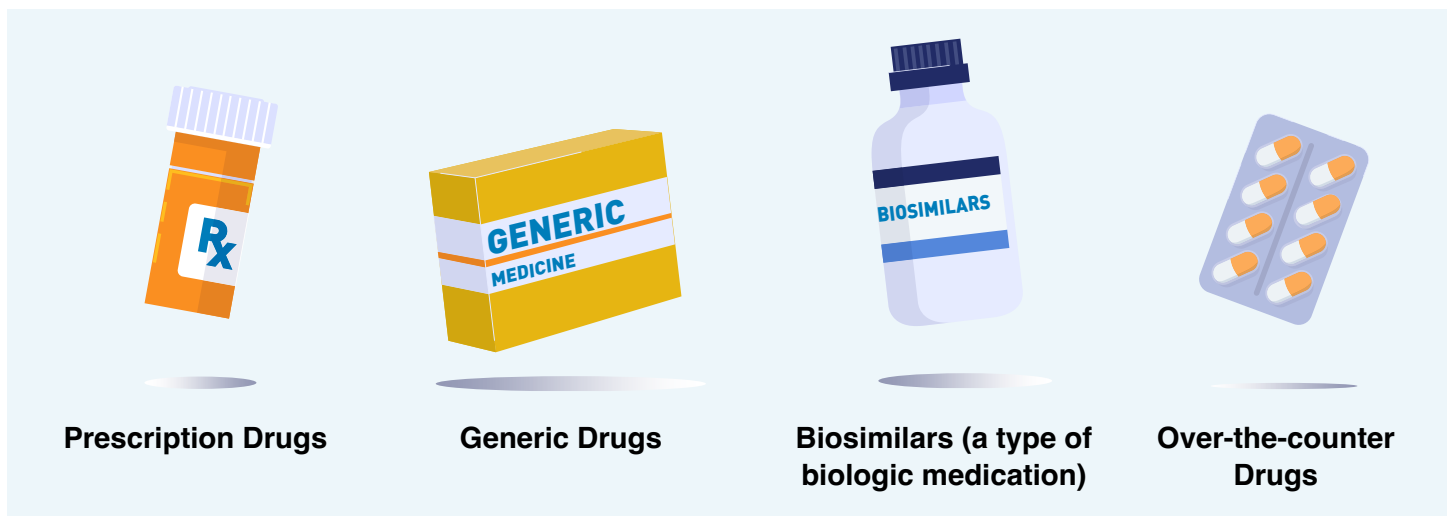 Rx
GENERIC
MEDICINE
BIOSIMILARS
Prescription Drugs
Generic Drugs
Biosimilars (a type of
biologic medication)
Over-the-counter
Drugs